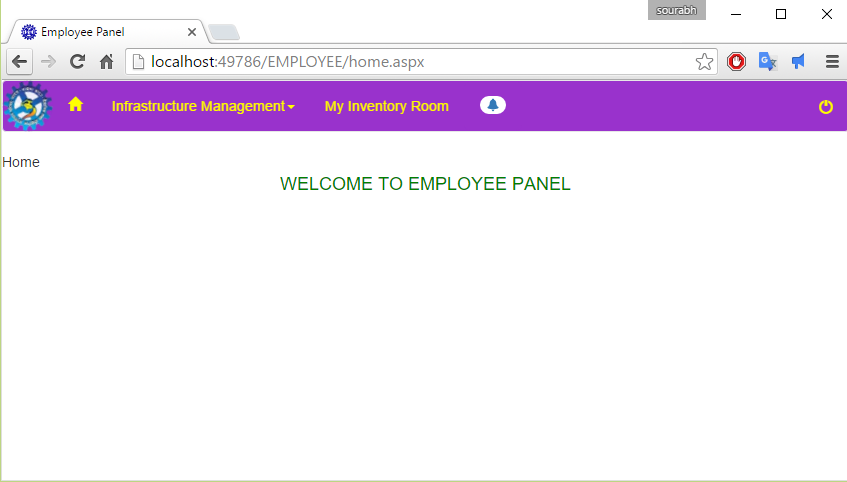 sourabh
Employee Panel
localhost:49786/EMPLOYEE/home.aspx
Infrastructure Management My Inventory Room
Home
WELCOME TO EMPLOYEE PANEL